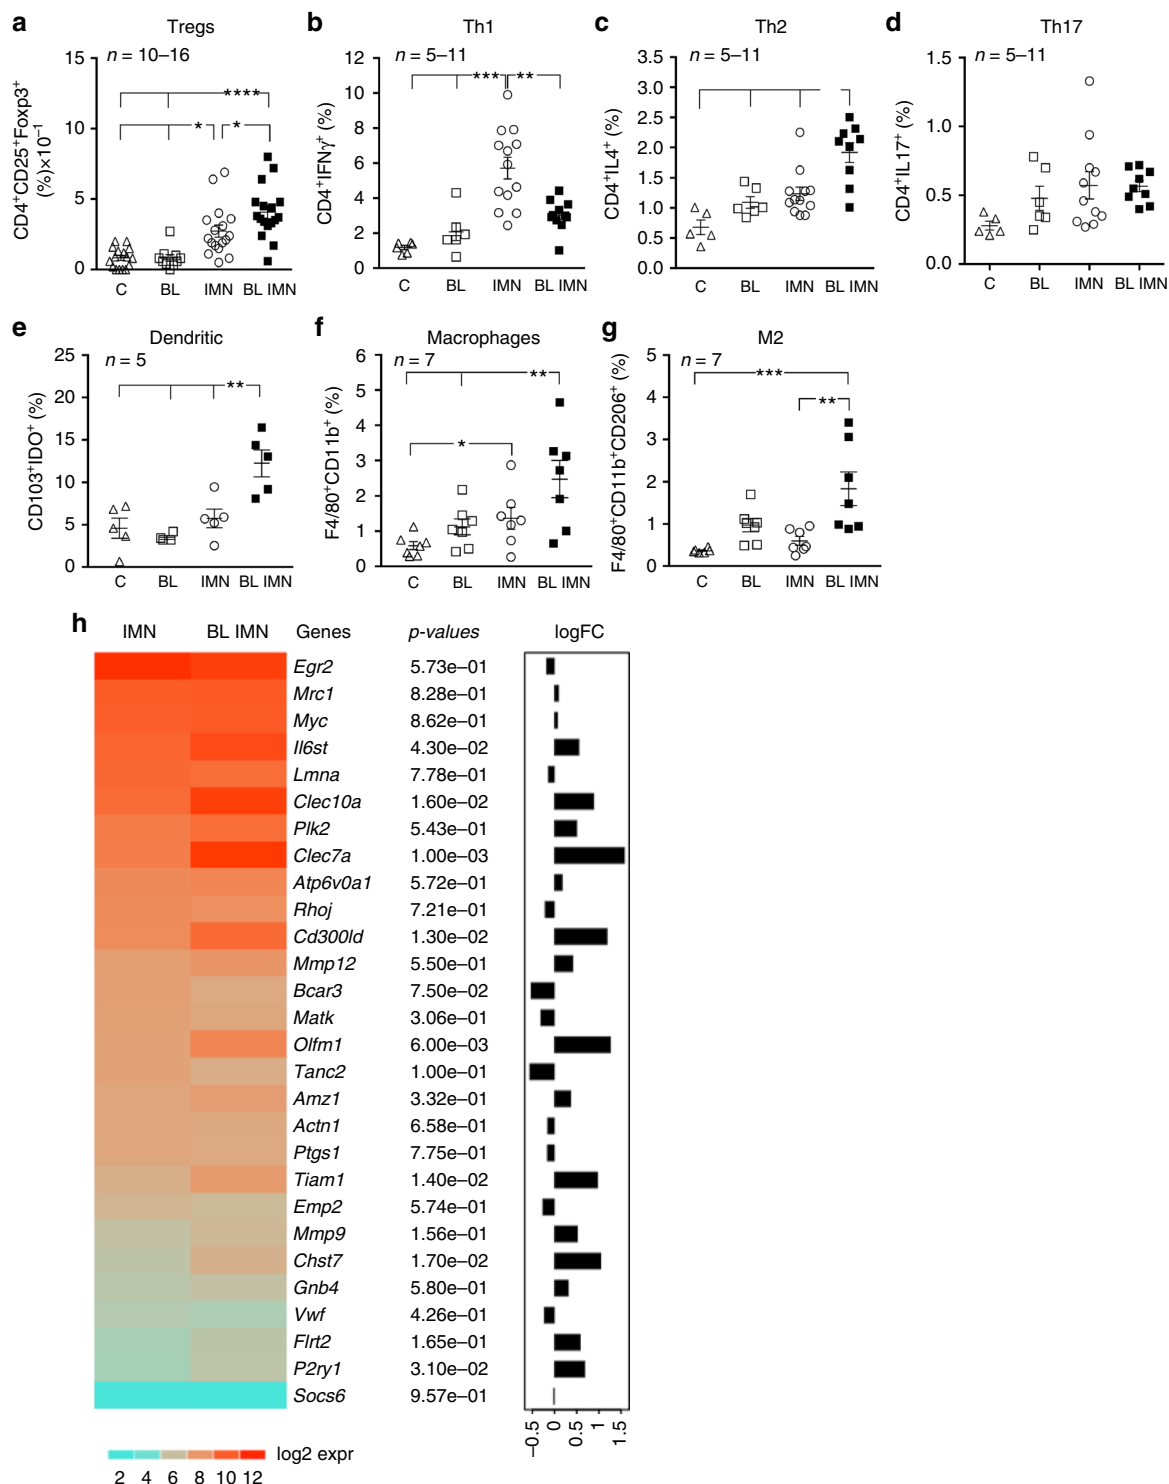 a Tregs
n = 10–16
CD4+CD25+Foxp3+
(%)×10−1
15
10
5
0
****
* *
C BL IMN BL IMN
b Th1
n = 5–11
CD4+IFNγ+ (%)
12
10
8
6
4
2
0
*** **
C BL IMN BL IMN
c Th2
n = 5–11
CD4+IL4+ (%)
3.5
3.0
2.5
2.0
1.5
1.0
0.5
0.0
C BL IMN BL IMN
d Th17
n = 5–11
CD4+IL17+ (%)
1.5
1.0
0.5
0.0
C BL IMN BL IMN
e Dendritic
n = 5
CD103+IDO+ (%)
25
20
15
10
5
0
**
C BL IMN BL IMN
f Macrophages
n = 7
F4/80+CD11b+ (%)
6
5
4
3
2
1
0
**
*
C BL IMN BL IMN
g M2
n = 7
F4/80+CD11b+CD206+ (%)
5
4
3
2
1
0
***
**
C BL IMN BL IMN
h
IMN BL IMN Genes p-values logFC
Egr2 5.73e–01
Mrc1 8.28e–01
Myc 8.62e–01
Il6st 4.30e–02
Lmna 7.78e–01
Clec10a 1.60e–02
Plk2 5.43e–01
Clec7a 1.00e–03
Atp6v0a1 5.72e–01
Rhoj 7.21e–01
Cd300ld 1.30e–02
Mmp12 5.50e–01
Bcar3 7.50e–02
Matk 3.06e–01
Olfm1 6.00e–03
Tanc2 1.00e–01
Amz1 3.32e–01
Actn1 6.58e–01
Ptgs1 7.75e–01
Tiam1 1.40e–02
Emp2 5.74e–01
Mmp9 1.56e–01
Chst7 1.70e–02
Gnb4 5.80e–01
Vwf 4.26e–01
Flrt2 1.65e–01
P2ry1 3.10e–02
Socs6 9.57e–01
–0.5 0 0.5 1 1.5
log2 expr
2 4 6 8 10 12